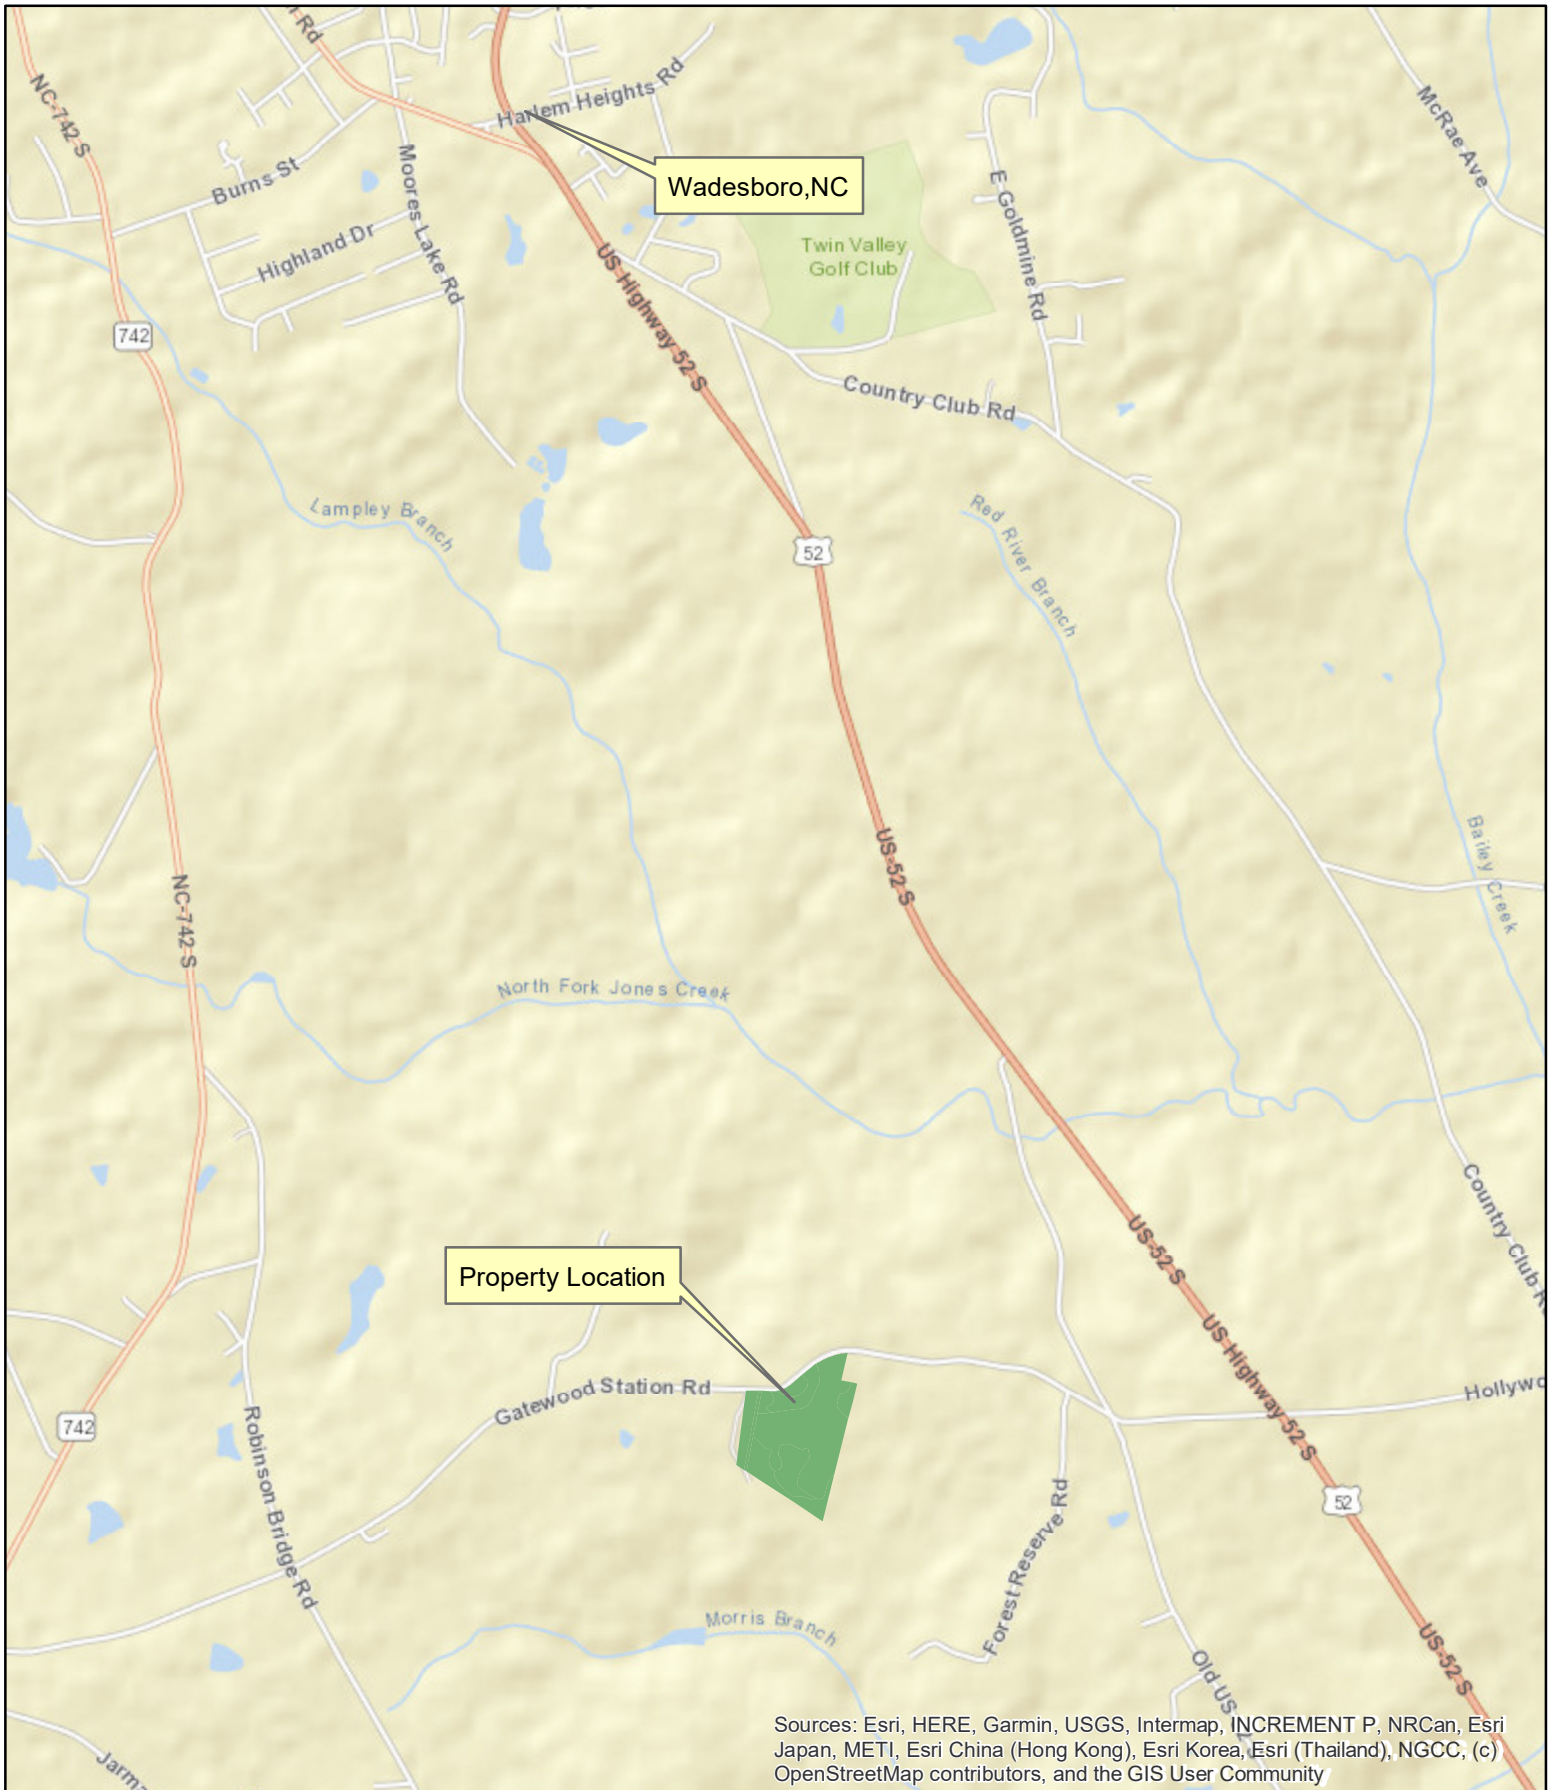 Rd
NC-742 S
Harlem Heights Rd
McRae Ave
Burns St
Moores Lake Rd
Wadesboro,NC
E Goldmine Rd
Highland Dr
Twin Valley
Golf Club
US Highway 52 S
742
Country Club Rd
Lampley Branch
Red River Branch
52
US-52 S
Bailey Creek
NC-742 S
North Fork Jones Creek
Country Club R
US-52 S
Property Location
US Highway 52 S
Gatewood Station Rd
Hollywo
742
Robinson Bridge Rd
Forest Reserve Rd
52
Morris Branch
US-52 S
Old US
Jarma
Sources: Esri, HERE, Garmin, USGS, Intermap, INCREMENT P, NRCan, Esri
Japan, METI, Esri China (Hong Kong), Esri Korea, Esri (Thailand), NGCC, (c)
OpenStreetMap contributors, and the GIS User Community